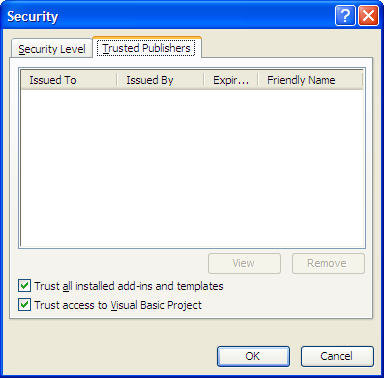 Security
Security Level Trusted Publishers
Issued To Issued By Expir... Friendly Name
View Remove
Trust all installed add-ins and templates
Trust access to Visual Basic Project
OK Cancel